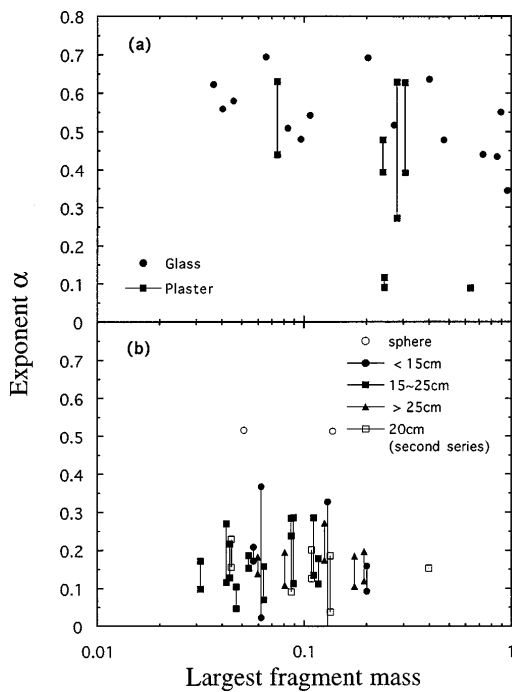 0.8
(a)
0.7
0.6
0.5
0.4
0.3
0.2
Glass
Plaster
0.1
0
Exponent α
(b)
0.7
0.6
0.5
0.4
0.3
0.2
0.1
0
sphere
< 15cm
15~25cm
> 25cm
20cm
(second series)
0.01
0.1
1
Largest fragment mass